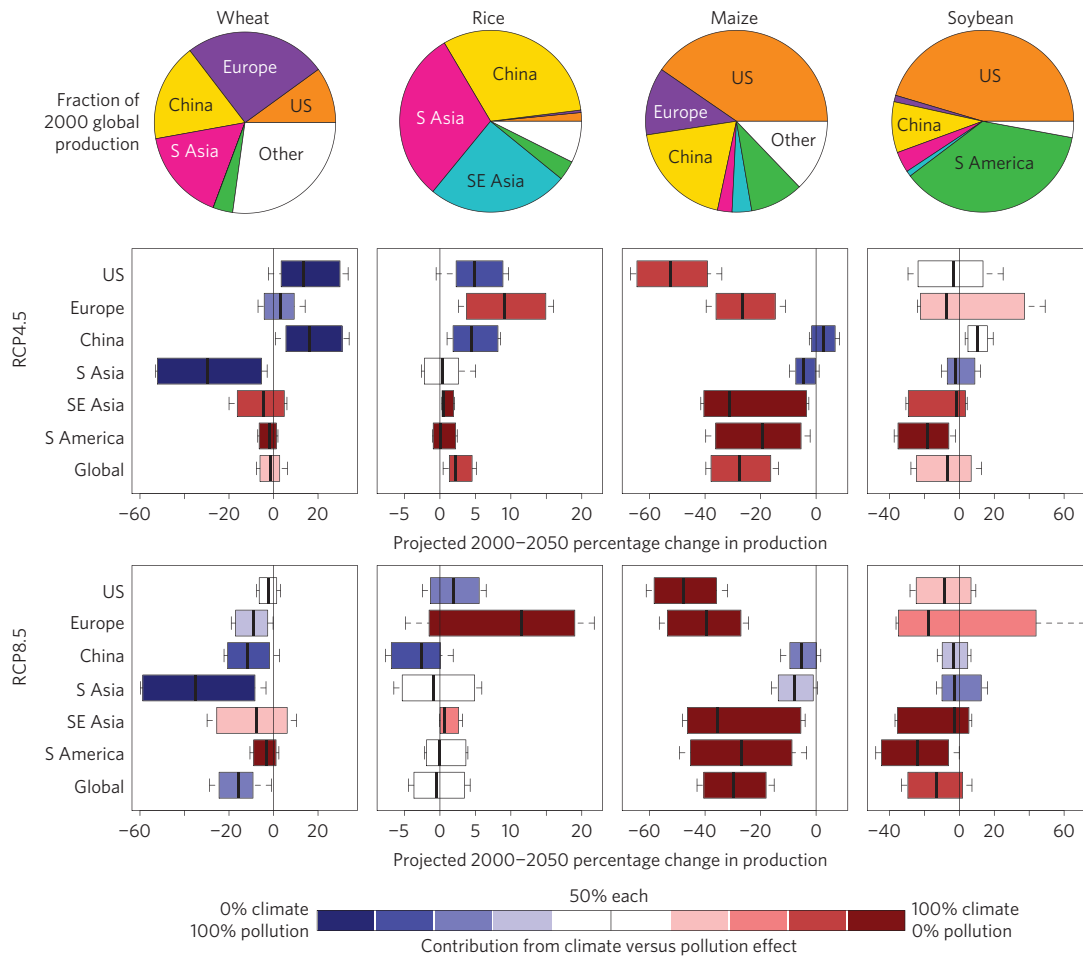 Wheat Rice Maize Soybean
Fraction of
2000 global
production
Europe
China
US
S Asia
Other
China
S Asia
SE Asia
US
Europe
China
Other
US
China
S America
RCP4.5
US
Europe
China
S Asia
SE Asia
S America
Global
−60 −40 −20 0 20
−5 0 5 10 15 20
−60 −40 −20 0
−40 0 20 60
Projected 2000−2050 percentage change in production
RCP8.5
US
Europe
China
S Asia
SE Asia
S America
Global
−60 −40 −20 0 20
−5 0 5 10 15 20
−60 −40 −20 0
−40 0 20 60
Projected 2000−2050 percentage change in production
50% each
0% climate
100% pollution
100% climate
0% pollution
Contribution from climate versus pollution effect